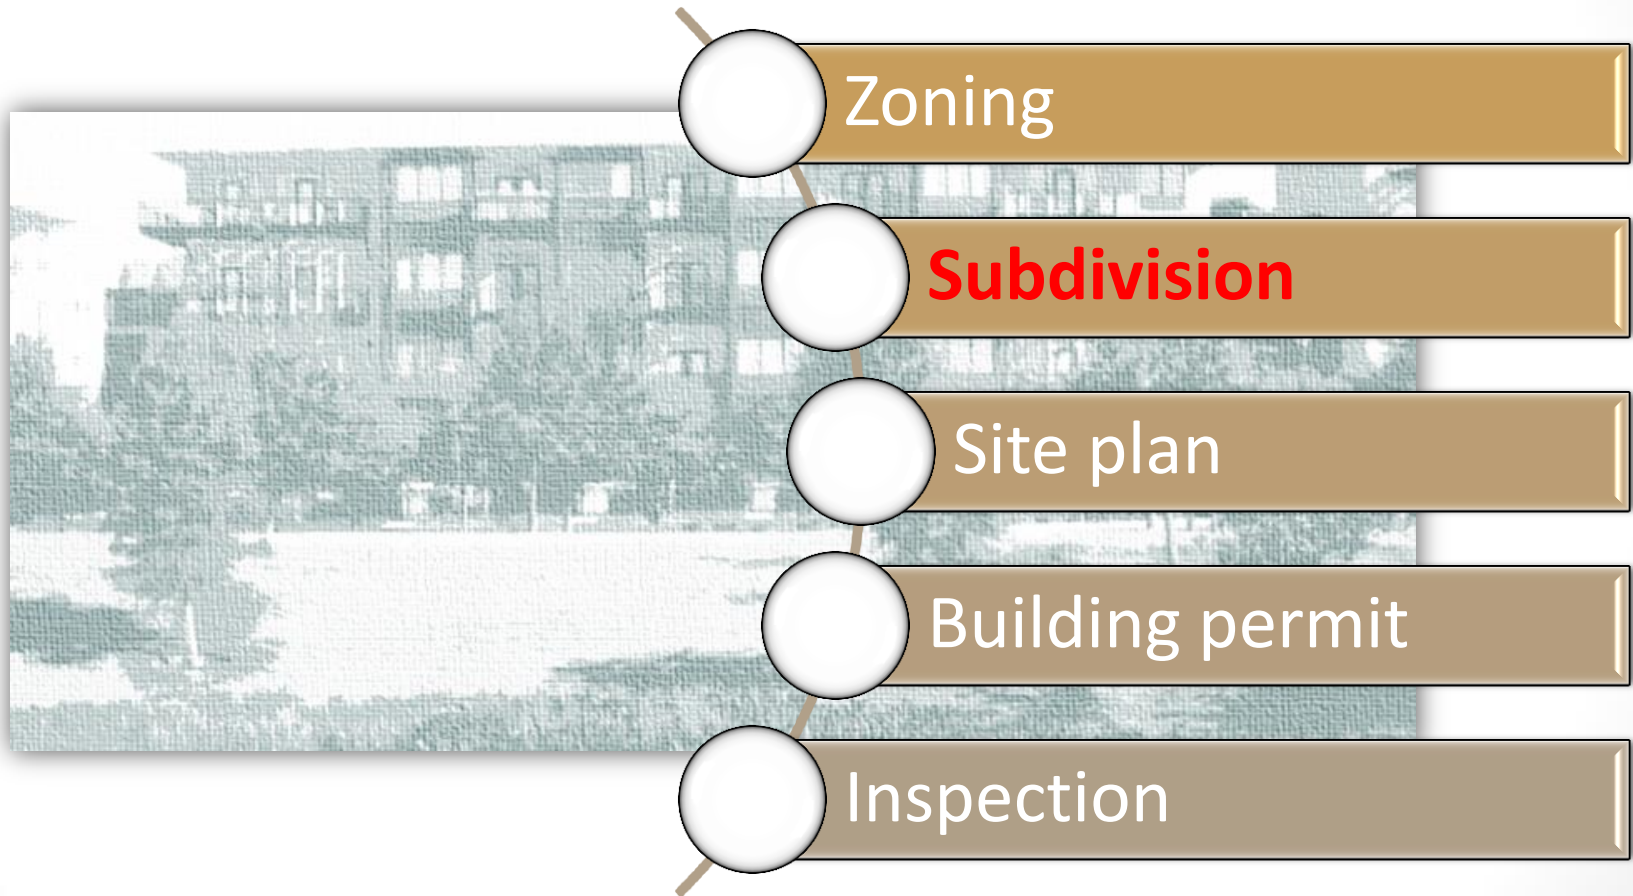 Zoning
Subdivision
Site plan
Building permit
Inspection